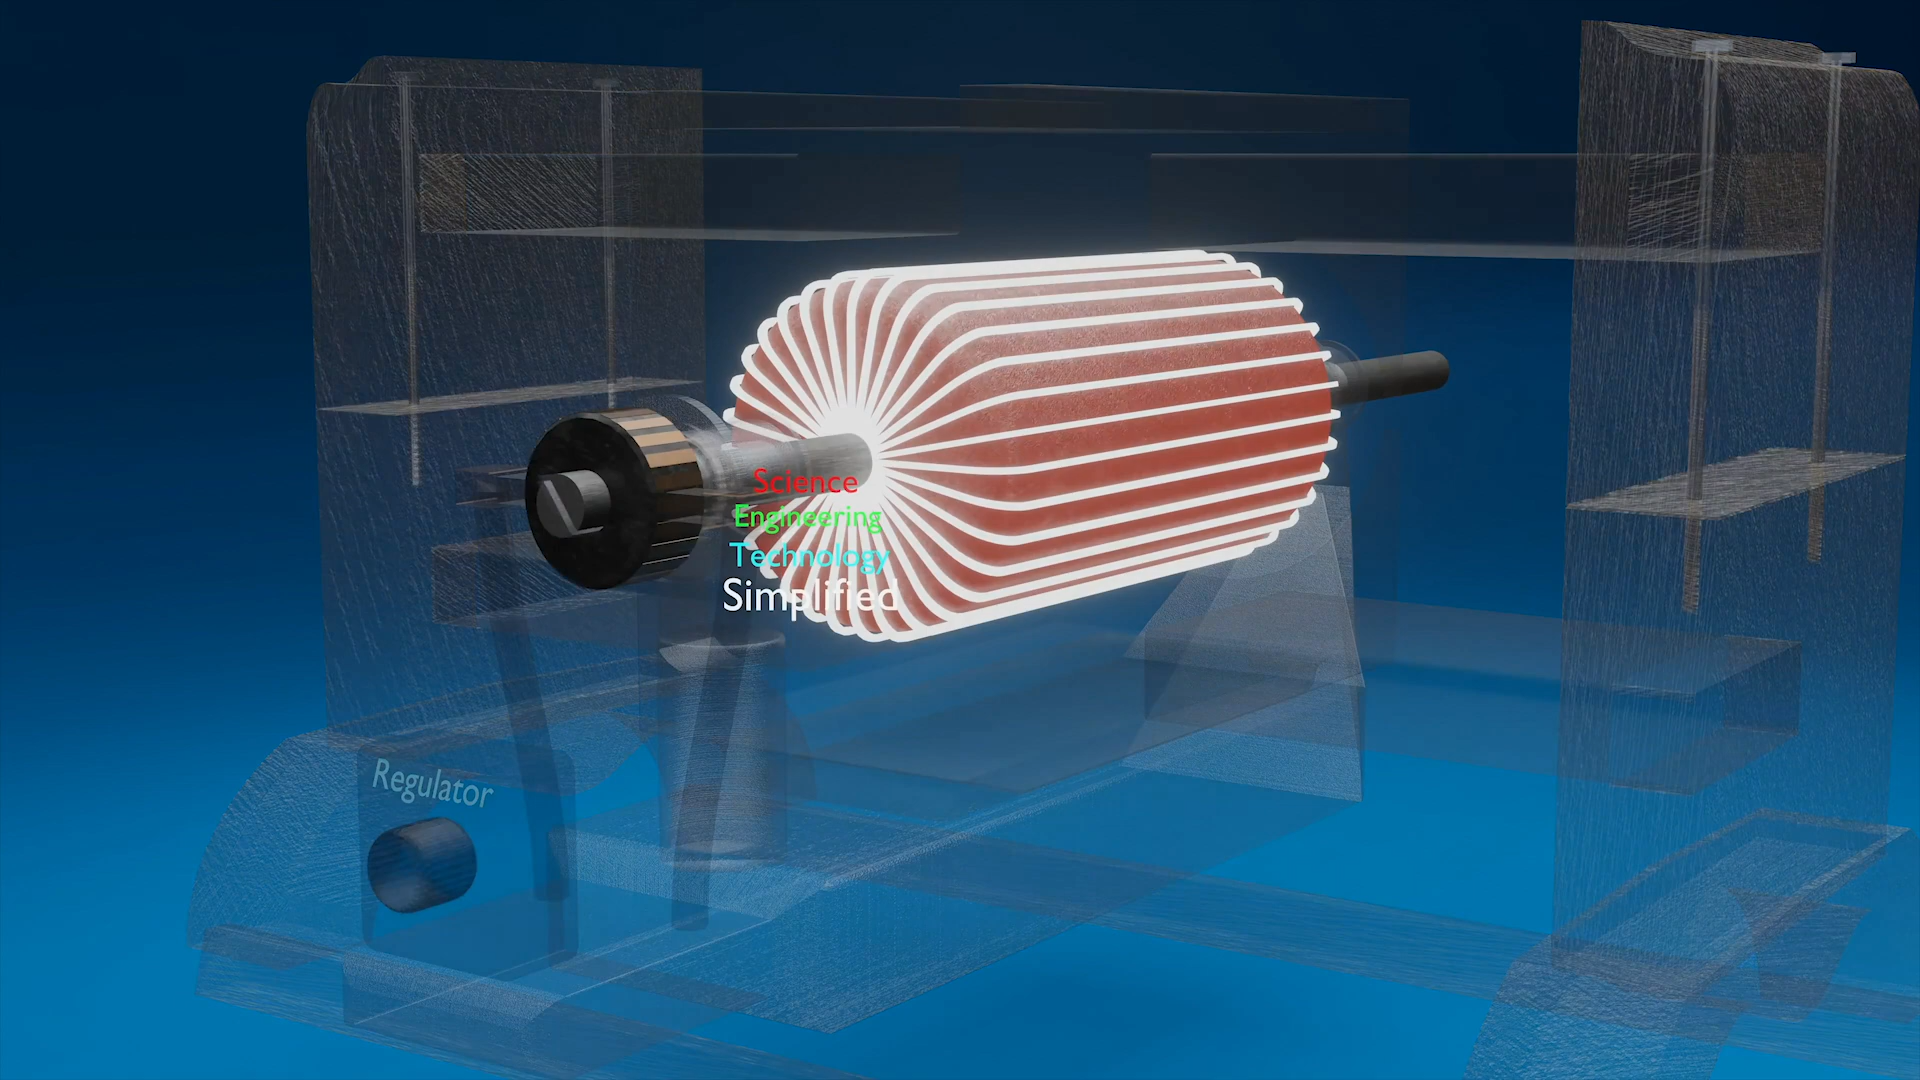 Science
Engineering
Technology
Simplified
Regulator